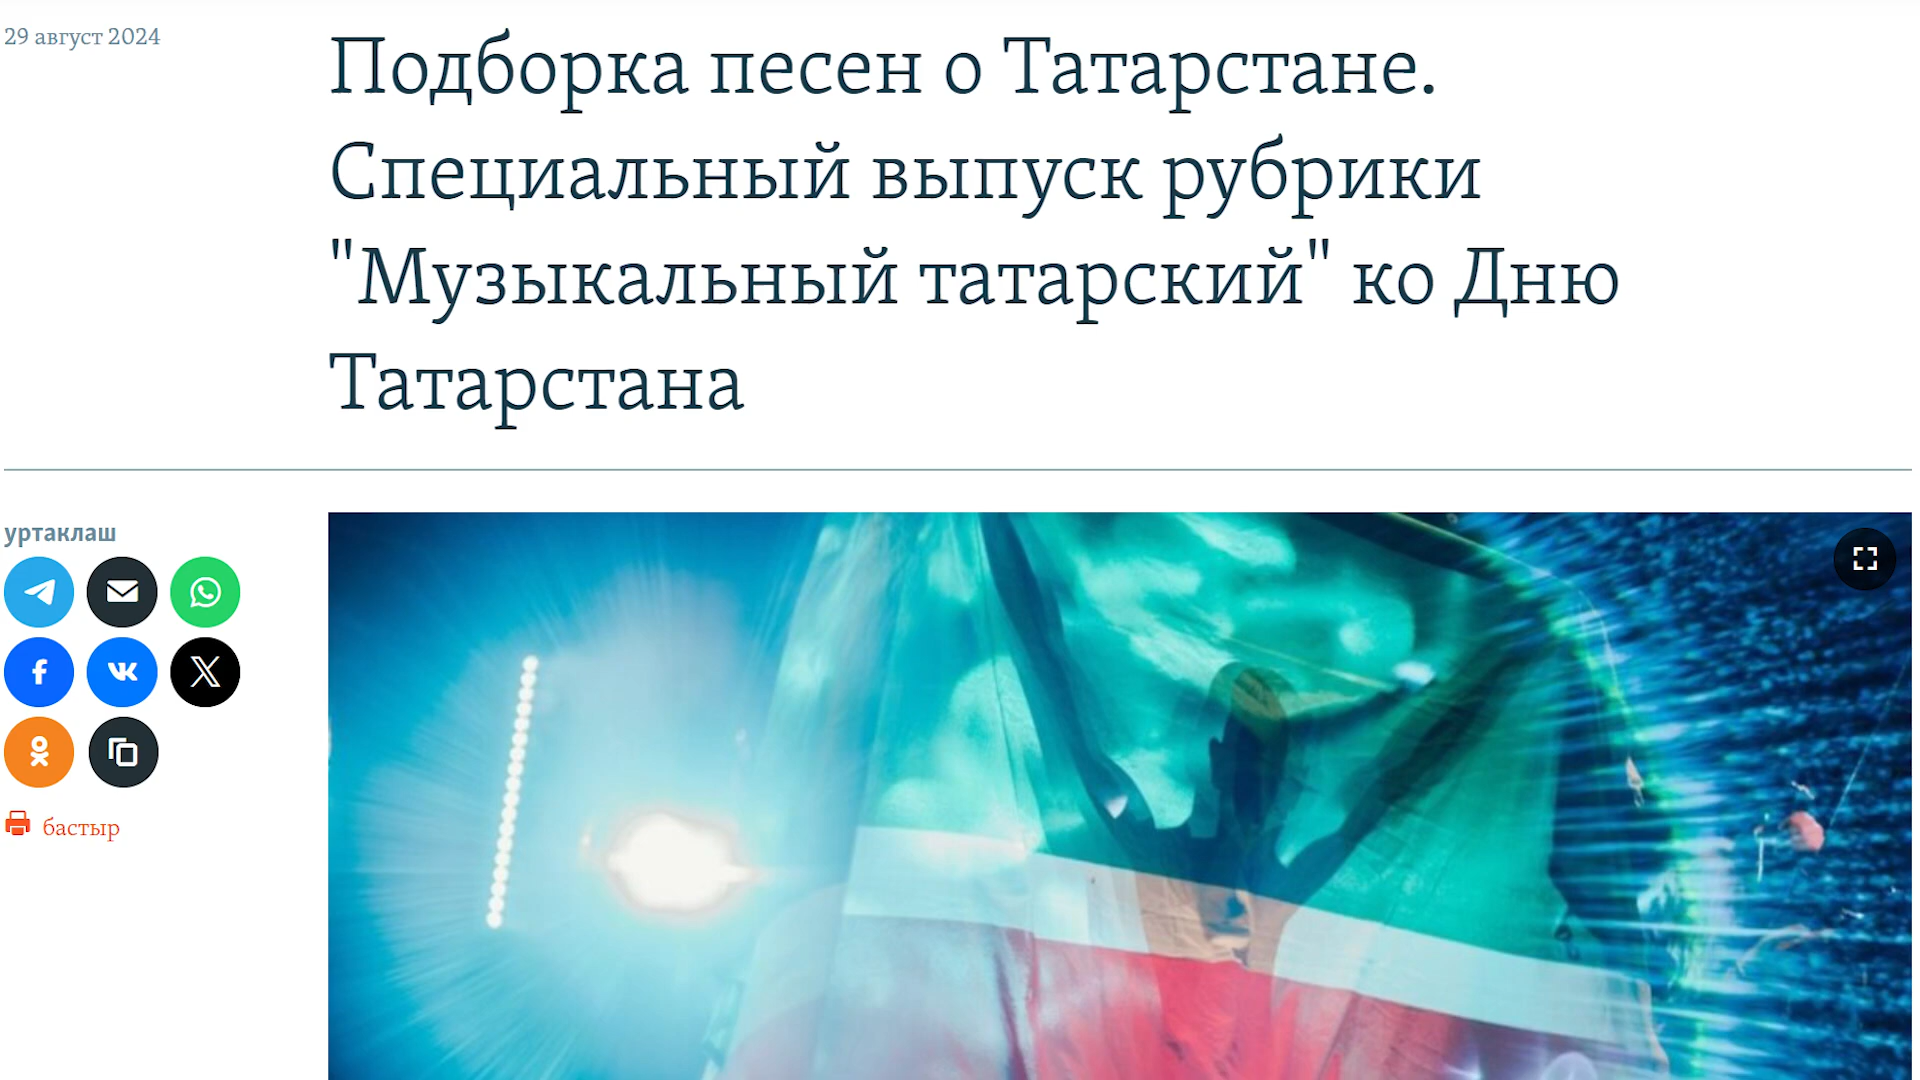 29 август 2024
Подборка песен о Татарстане.
Специальный выпуск рубрики
"Музыкальный татарский" ко Дню
Татарстана
уртаклаш
бастыр